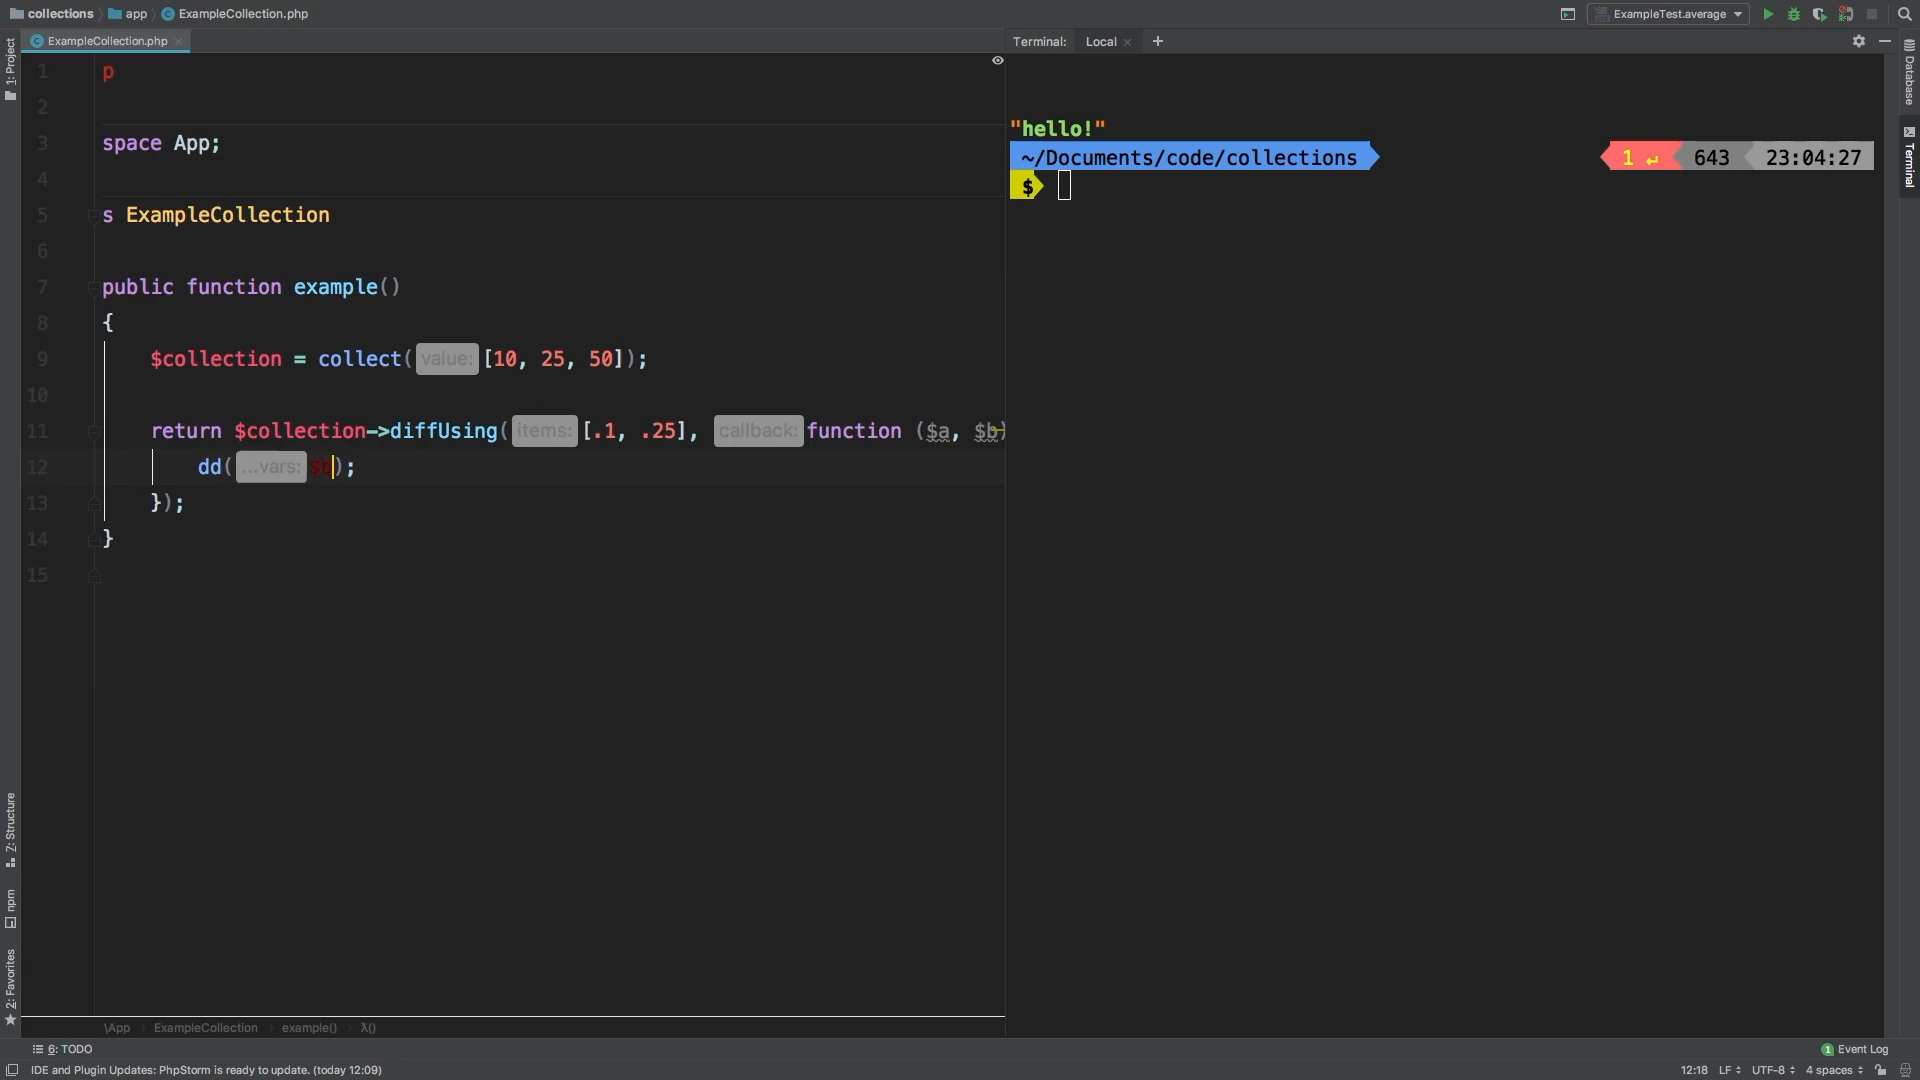 collections app ExampleCollection.php ExampleTest.average
ExampleCollection.php
Terminal: Local
1: Project
Database
Terminal
1 p
2
3 space App;
4
5 s ExampleCollection
6
7 public function example()
8 {
9 $collection = collect( value: [10, 25, 50]);
10
11 return $collection->diffUsing( items: [.1, .25], callback: function ($a, $b)
12 dd( ...vars: $b);
13 });
14 }
15
"hello!"
~/Documents/code/collections 1 ↵ 643 23:04:27
$
7: Structure
npm
2: Favorites
\App ExampleCollection example() λ()
6: TODO
1 Event Log
IDE and Plugin Updates: PhpStorm is ready to update. (today 12:09) 12:18 LF UTF-8 4 spaces